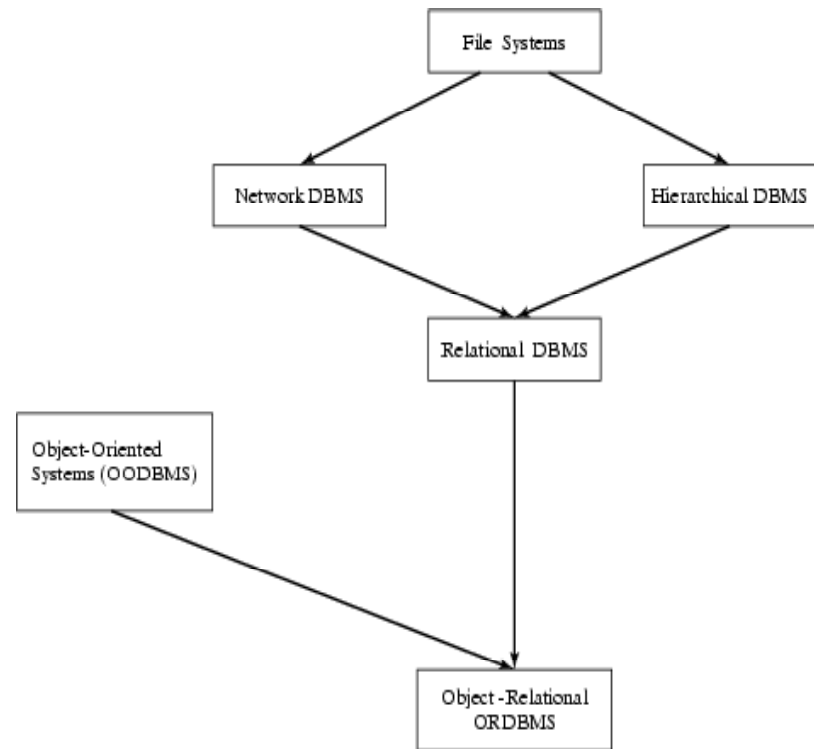 File Systems
Network DBMS
Hierarchical DBMS
Relational DBMS
Object-Oriented
Systems (OODBMS)
Object-Relational
ORDBMS